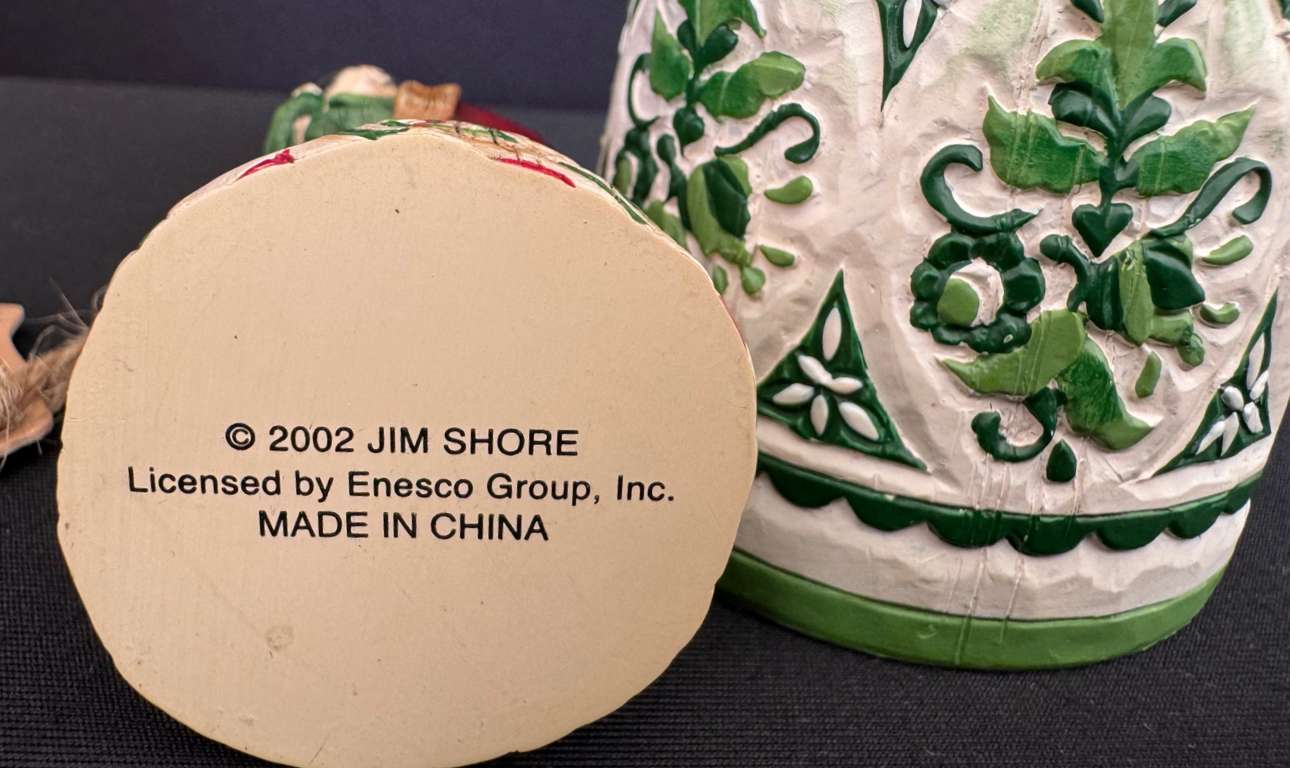 © 2002 JIM SHORE
Licensed by Enesco Group, Inc.
MADE IN CHINA